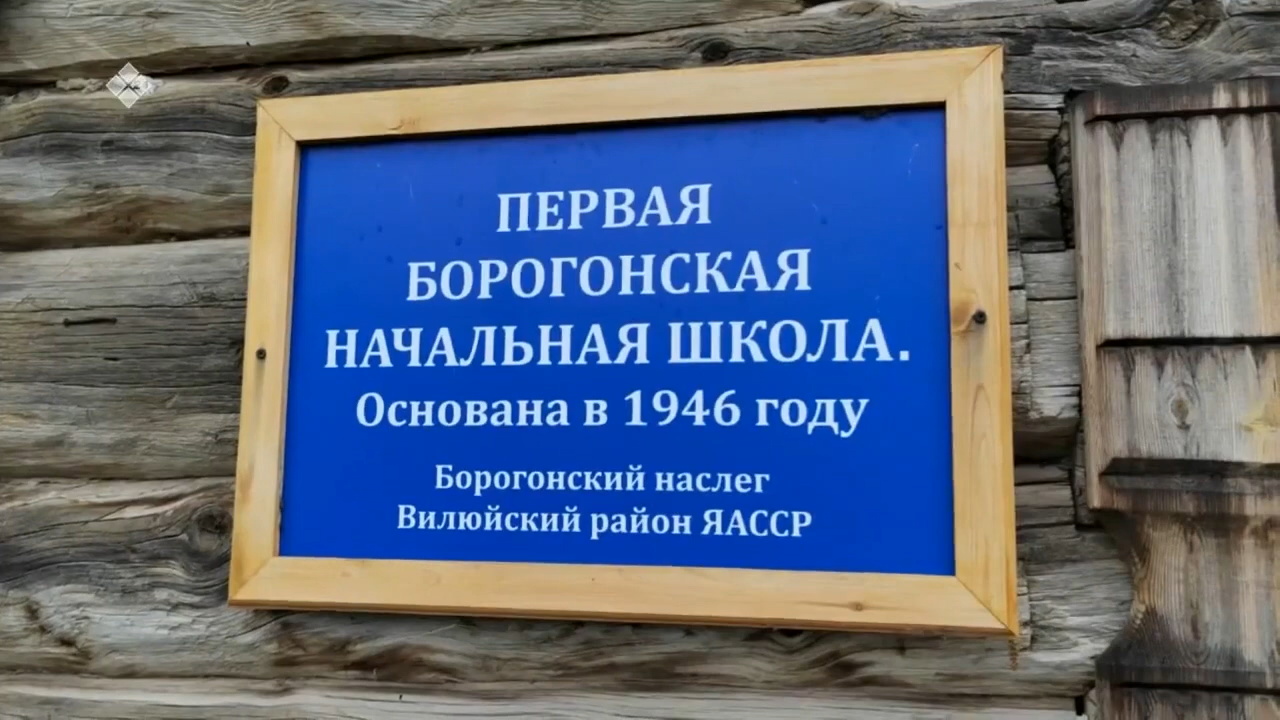 ПЕРВАЯ
БОРОГОНСКАЯ
НАЧАЛЬНАЯ ШКОЛА.
Основана в 1946 году
Борогонский наслег
Вилюйский район ЯАССР